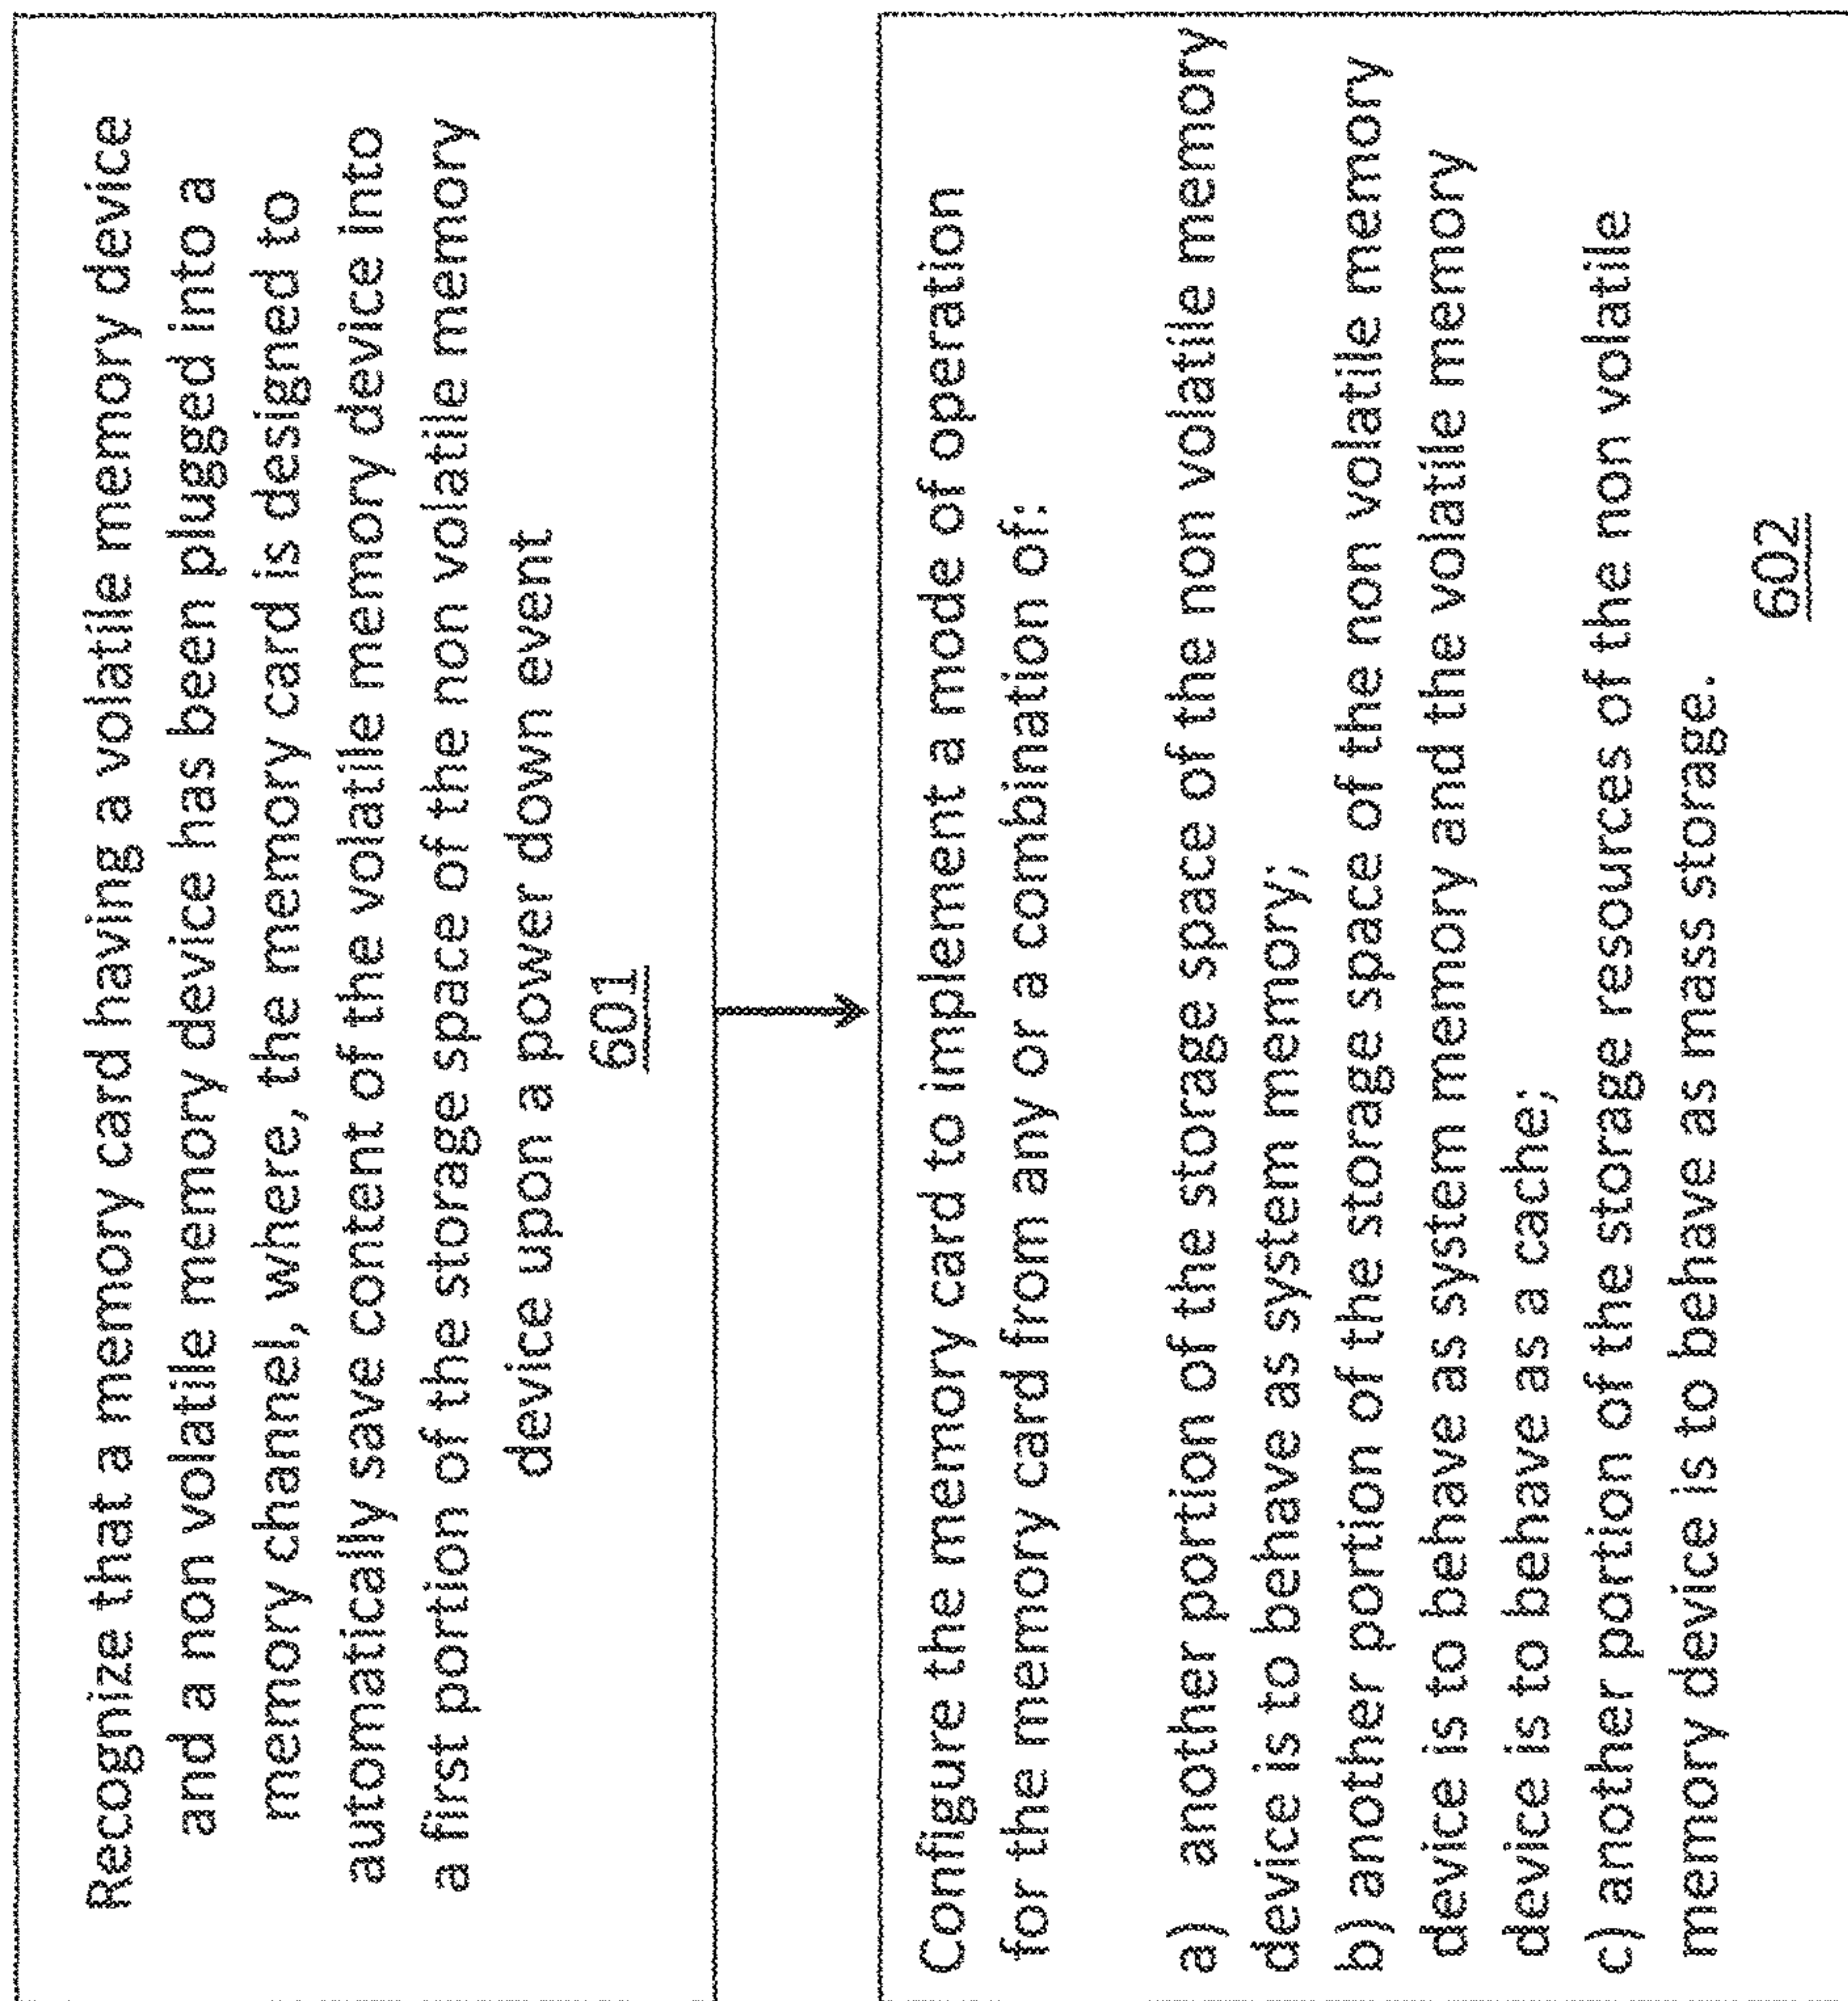 Recognize that a memory card having a volatile memory device
and a non volatile memory device has been plugged into a
memory channel, where, the memory card is designed to
automatically save content of the volatile memory device into
a first portion of the storage space of the non volatile memory
device upon a power down event
601
Configure the memory card to implement a mode of operation
for the memory card from any or a combination of:
a) another portion of the storage space of the non volatile memory
device is to behave as system memory;
b) another portion of the storage space of the non volatile memory
device is to behave as system memory and the volatile memory
device is to behave as a cache;
c) another portion of the storage resources of the non volatile
memory device is to behave as mass storage.
602